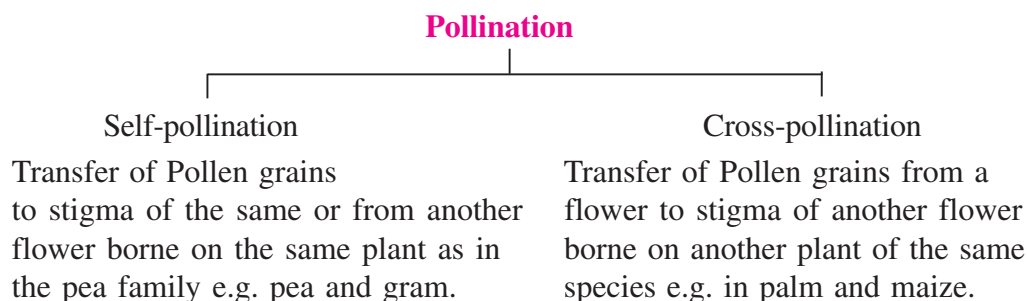 Pollination
Self-pollination
Transfer of Pollen grains
to stigma of the same or from another
flower borne on the same plant as in
the pea family e.g. pea and gram.
Cross-pollination
Transfer of Pollen grains from a
flower to stigma of another flower
borne on another plant of the same
species e.g. in palm and maize.